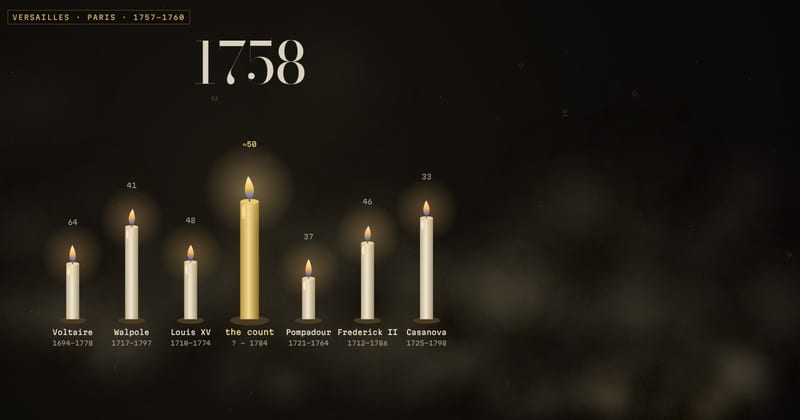 VERSAILLES · PARIS · 1757–1760
1758
ω
Σ
≈50
41
33
46
48
64
37
Voltaire Walpole Louis XV the count Pompadour Frederick II Casanova
1694–1778 1717–1797 1710–1774 ? – 1784 1721–1764 1712–1786 1725–1798